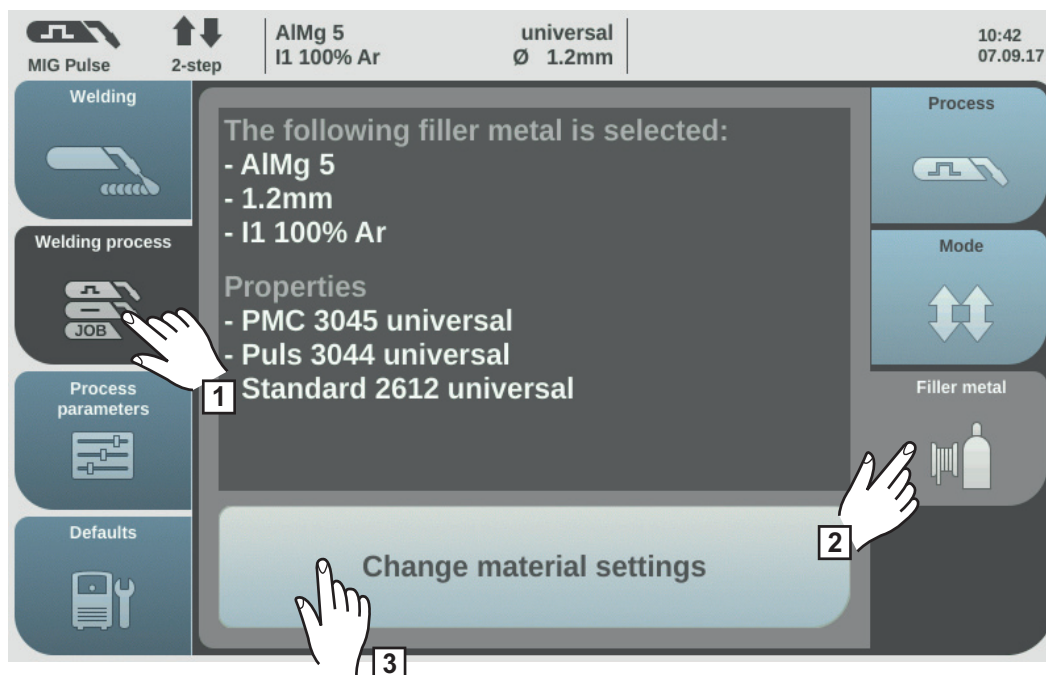 MIG Pulse
2-step
AlMg 5
I1 100% Ar
universal
Ø 1.2mm
10:42
07.09.17
Welding
Welding process
JOB
1
Process
parameters
Defaults
The following filler metal is selected:
- AlMg 5
- 1.2mm
- I1 100% Ar
Properties
- PMC 3045 universal
- Puls 3044 universal
Standard 2612 universal
Change material settings
3
Process
Mode
Filler metal
2